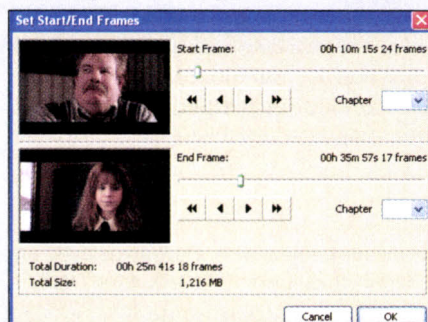 Set Start/End Frames
Start Frame: 00h 10m 15s 24 frames
Chapter
End Frame: 00h 35m 57s 17 frames
Chapter
Total Duration: 00h 25m 41s 18 frames
Total Size: 1,216 MB
Cancel OK